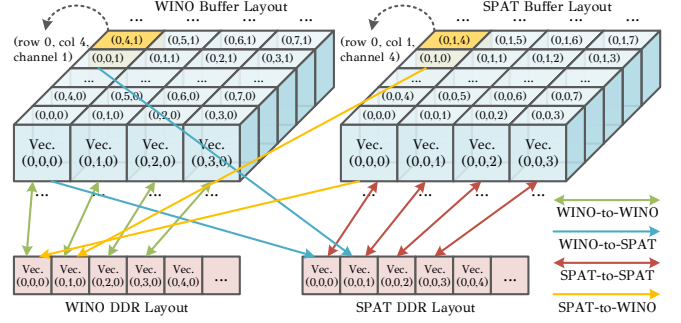 WINO Buffer Layout
SPAT Buffer Layout
... ... ...
... ... ...
(row 0, col 4,
channel 1)
(0,4,1) (0,5,1) (0,6,1) (0,7,1)
(0,0,1) (0,1,1) (0,2,1) (0,3,1)
... ... ... ...
(0,4,0) (0,5,0) (0,6,0) (0,7,0)
(0,0,0) (0,1,0) (0,2,0) (0,3,0)
Vec. Vec. Vec. Vec.
(0,0,0) (0,1,0) (0,2,0) (0,3,0)
... ... ... ...
(row 0, col 1,
channel 4)
(0,1,4) (0,1,5) (0,1,6) (0,1,7)
(0,1,0) (0,1,1) (0,1,2) (0,1,3)
... ... ... ...
(0,0,4) (0,0,5) (0,0,6) (0,0,7)
(0,0,0) (0,0,1) (0,0,2) (0,0,3)
Vec. Vec. Vec. Vec.
(0,0,0) (0,0,1) (0,0,2) (0,0,3)
... ... ... ...
Vec. Vec. Vec. Vec. Vec.
(0,0,0) (0,1,0) (0,2,0) (0,3,0) (0,4,0) ...
WINO DDR Layout
Vec. Vec. Vec. Vec. Vec.
(0,0,0) (0,0,1) (0,0,2) (0,0,3) (0,0,4) ...
SPAT DDR Layout
WINO-to-WINO
WINO-to-SPAT
SPAT-to-SPAT
SPAT-to-WINO